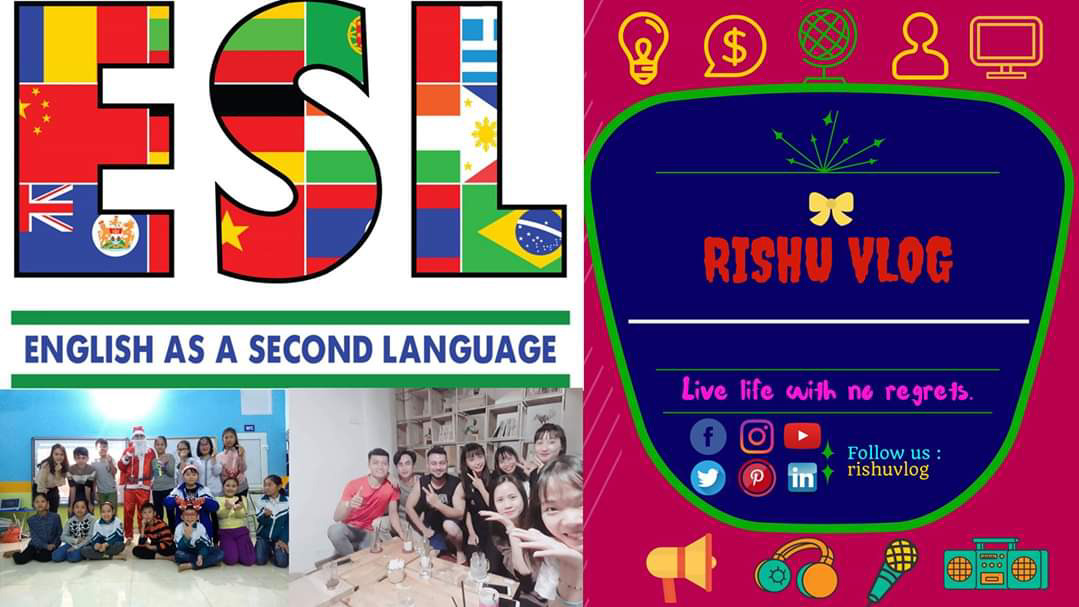 ESL
ENGLISH AS A SECOND LANGUAGE
RISHU VLOG
Live life with no regrets.
Follow us :
rishuvlog